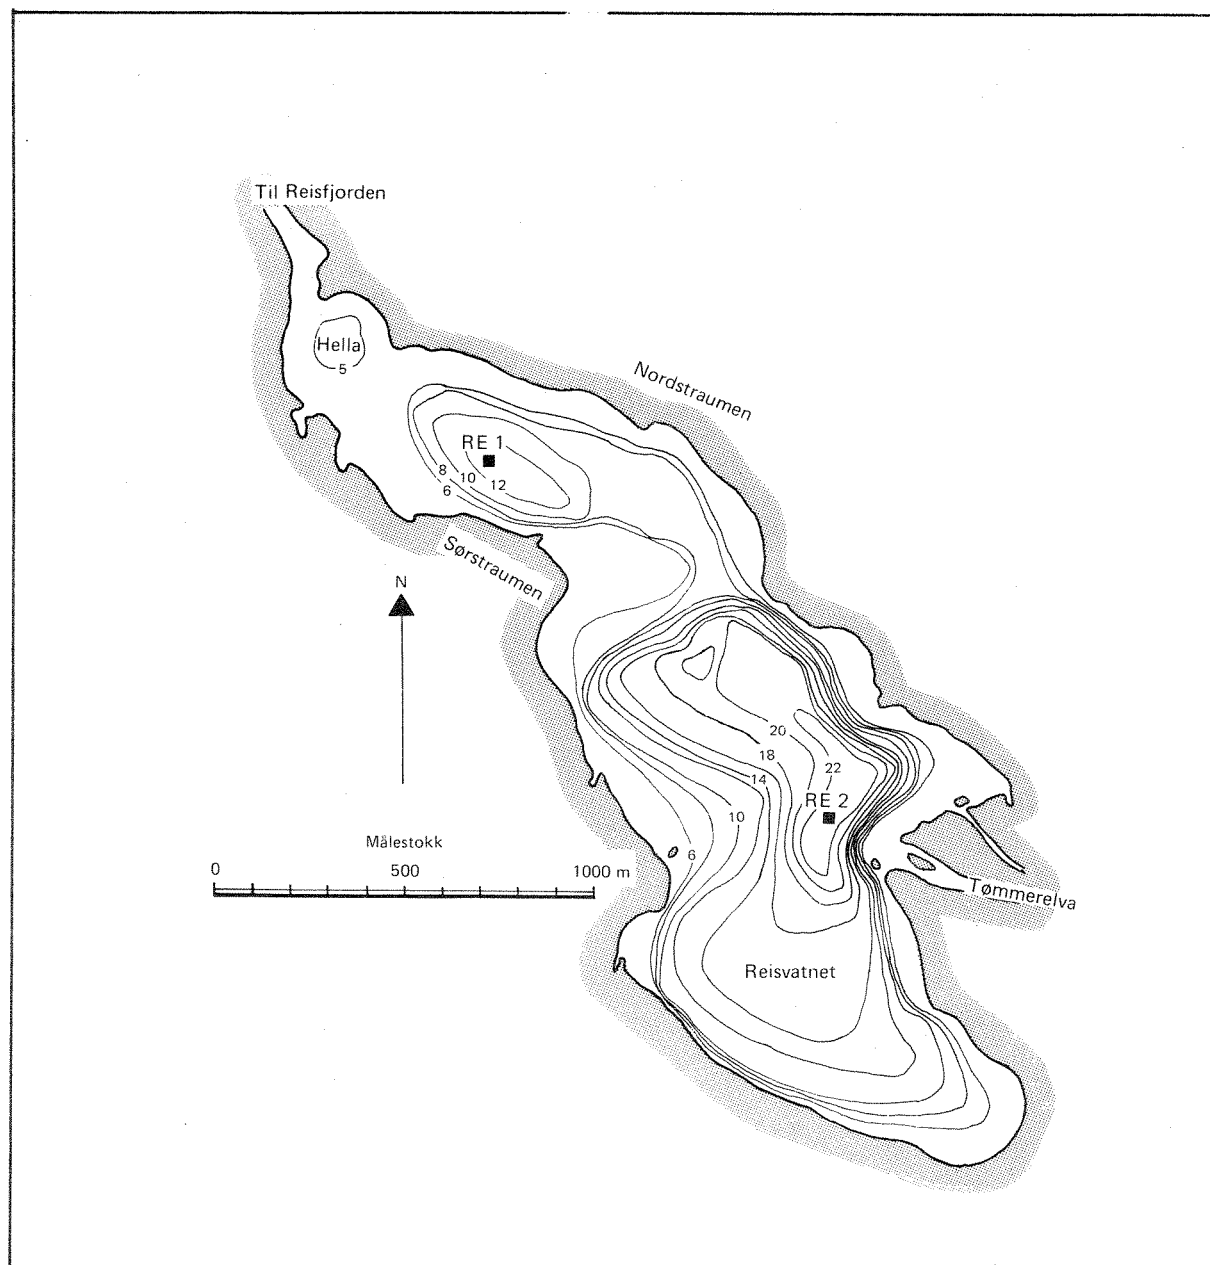 Til Reisfjorden
Hella
5
Nordstraumen
RE 1
8
10
12
6
Sørstraumen
N
20
18
22
14
RE 2
10
6
Målestokk
0 500 1000 m
Tømmerelva
Reisvatnet